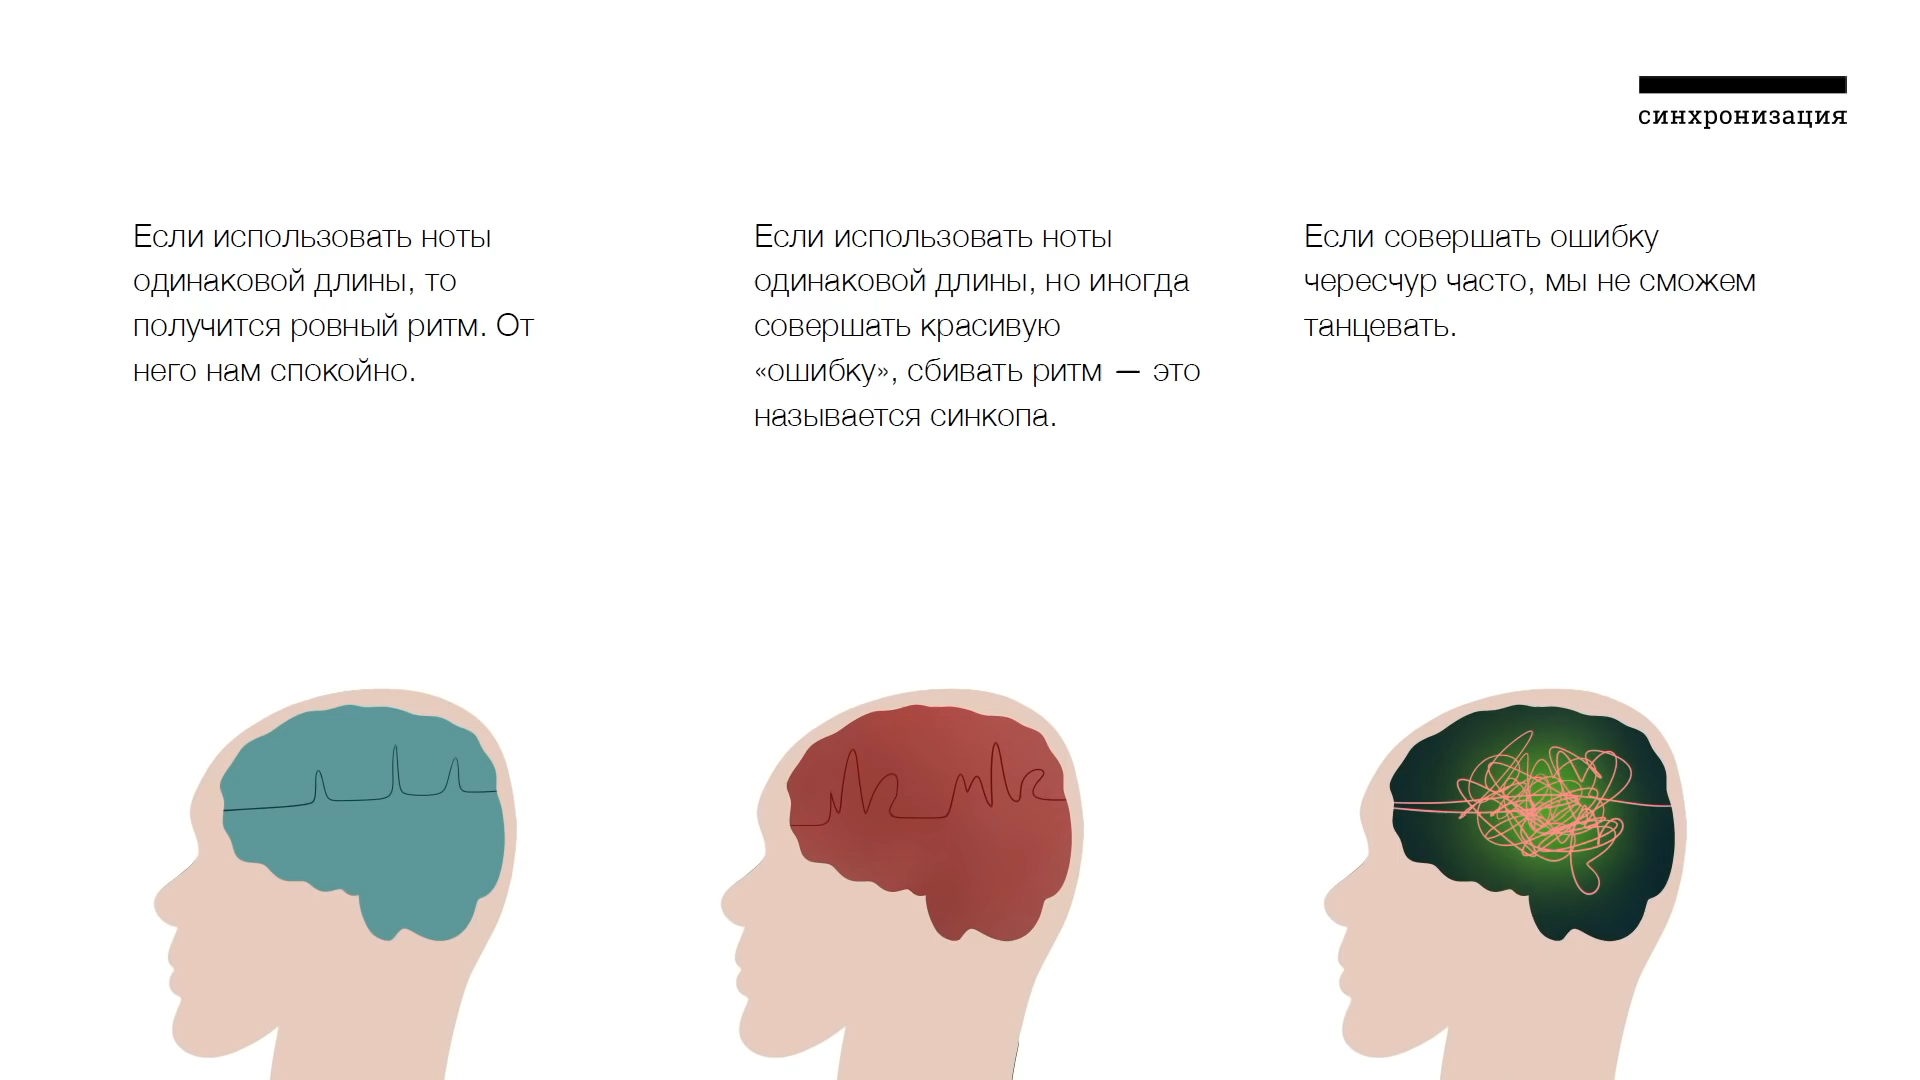 синхронизация
Если использовать ноты
одинаковой длины, то
получится ровный ритм. От
него нам спокойно.
Если использовать ноты
одинаковой длины, но иногда
совершать красивую
«ошибку», сбивать ритм — это
называется синкопа.
Если совершать ошибку
чересчур часто, мы не сможем
танцевать.